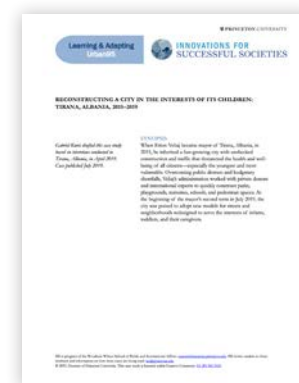 PRINCETON UNIVERSITY
Learning & Adapting
Urban95
INNOVATIONS FOR
SUCCESSFUL SOCIETIES
RECONSTRUCTING A CITY IN THE INTERESTS OF ITS CHILDREN:
TIRANA, ALBANIA, 2015–2019
Gabriel Kuris drafted this case study
based on interviews conducted in
Tirana, Albania, in April 2019.
Case published July 2019.
SYNOPSIS
When Erion Veliaj became mayor of Tirana, Albania, in
2015, he inherited a fast-growing city with unchecked
construction and traffic that threatened the health and well-
being of all citizens—especially the youngest and most
vulnerable. Overcoming public distrust and budgetary
shortfalls, Veliaj's administration worked with private donors
and international experts to quickly construct parks,
playgrounds, nurseries, schools, and pedestrian spaces. At
the beginning of the mayor's second term in July 2019, the
city was poised to adopt new models for streets and
neighborhoods redesigned to serve the interests of infants,
toddlers, and their caregivers.